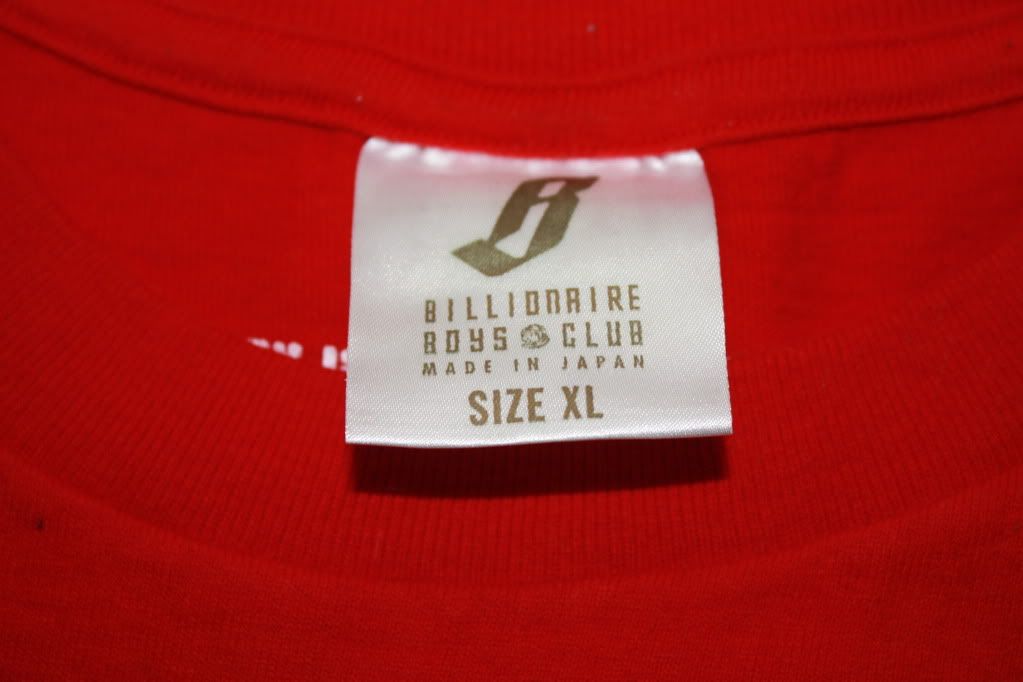 B
BILLIONAIRE
BOYS CLUB
MADE IN JAPAN
SIZE XL